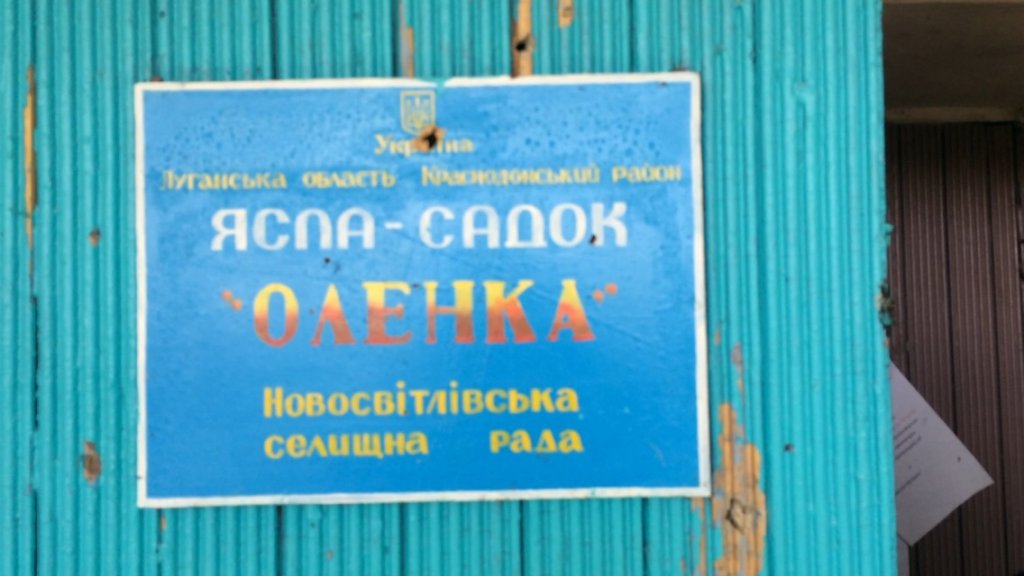 Україна
Луганська область Краснодонський район
ЯСЛА-САДОК
"ОЛЕНКА"
Новосвітлівська
селищна рада